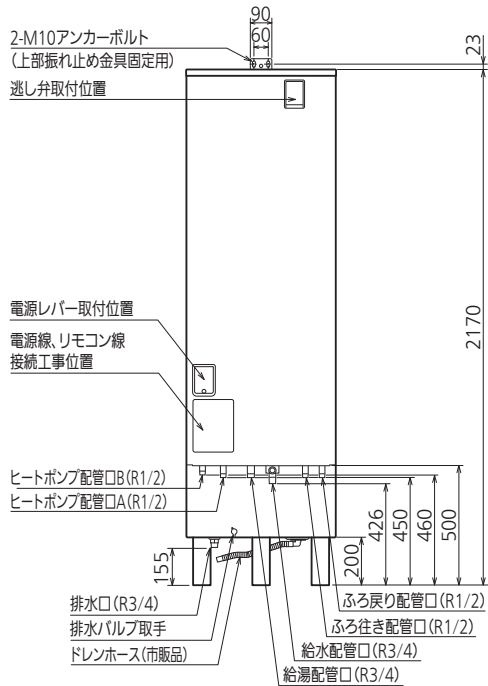 90
60
23
2-M10アンカーボルト
(上部振れ止め金具固定用)
逃し弁取付位置
2170
電源レバー取付位置
電源線、リモコン線
接続工事位置
ヒートポンプ配管口B(R1/2)
ヒートポンプ配管口A(R1/2)
426
450
460
500
200
155
排水口(R3/4)
排水バルブ取手
ドレンホース(市販品)
ふろ戻り配管口(R1/2)
ふろ往き配管口(R1/2)
給水配管口(R3/4)
給湯配管口(R3/4)